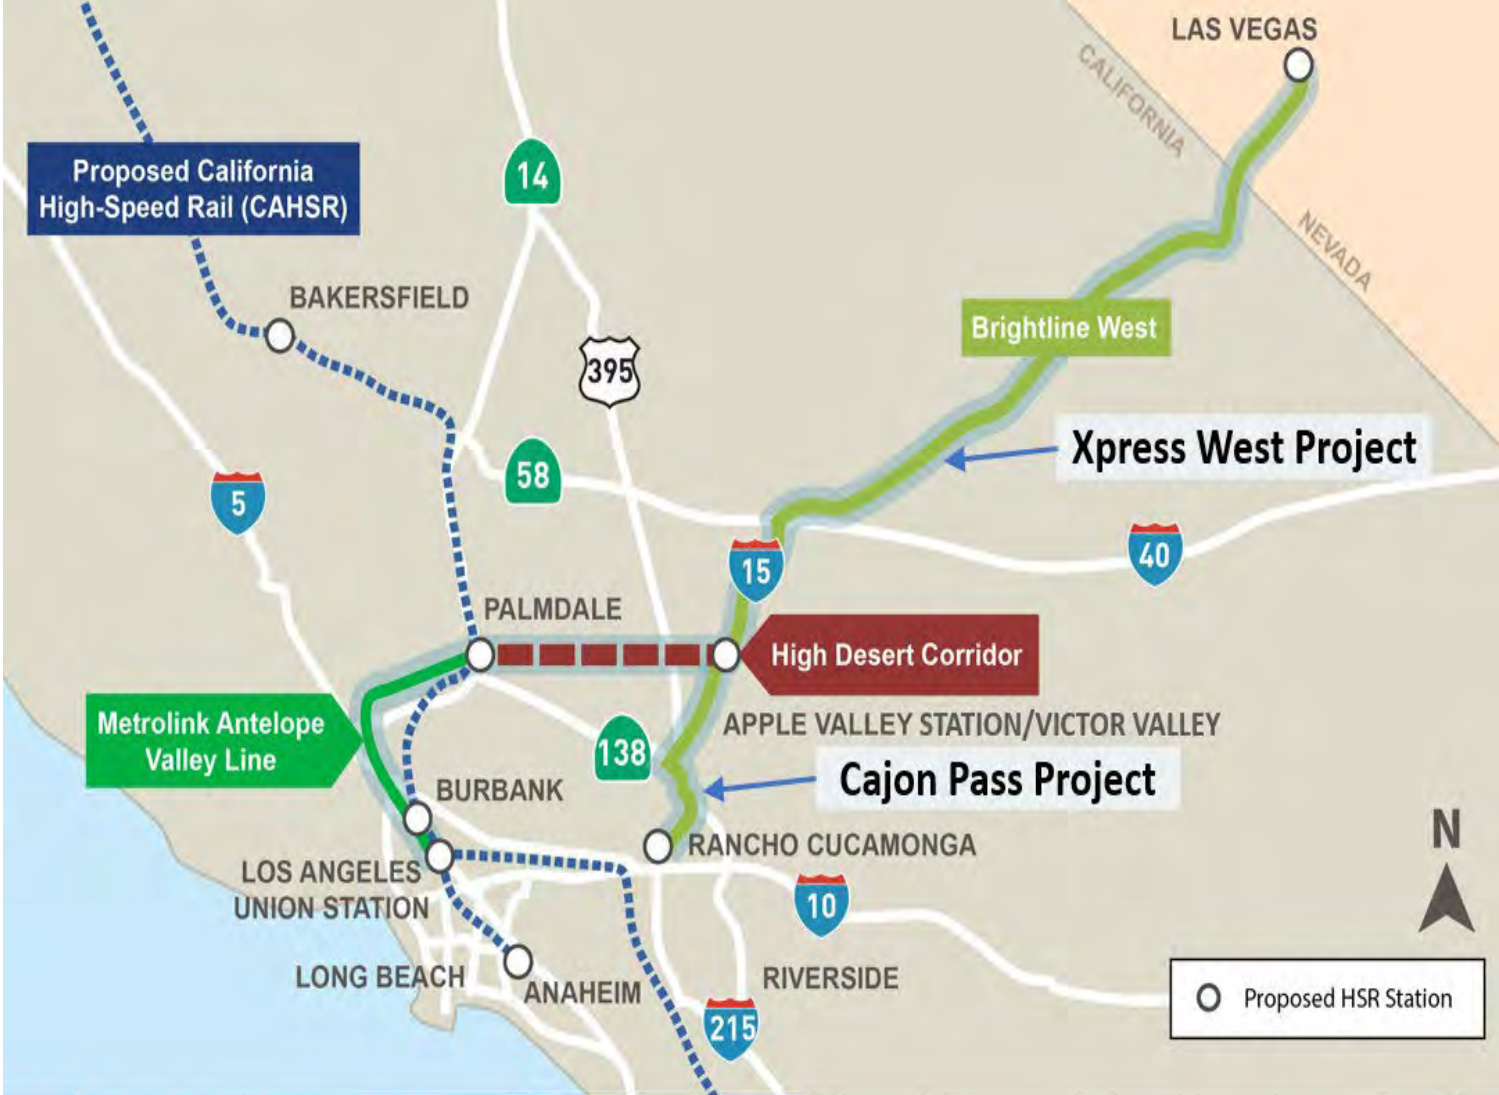 LAS VEGAS
CALIFORNIA
NEVADA
Proposed California
High-Speed Rail (CAHSR)
14
BAKERSFIELD
395
Brightline West
Xpress West Project
58
5
15
40
PALMDALE
High Desert Corridor
Metrolink Antelope
Valley Line
138
APPLE VALLEY STATION/VICTOR VALLEY
Cajon Pass Project
BURBANK
RANCHO CUCAMONGA
N
LOS ANGELES
UNION STATION
10
LONG BEACH
ANAHEIM
RIVERSIDE
215
Proposed HSR Station